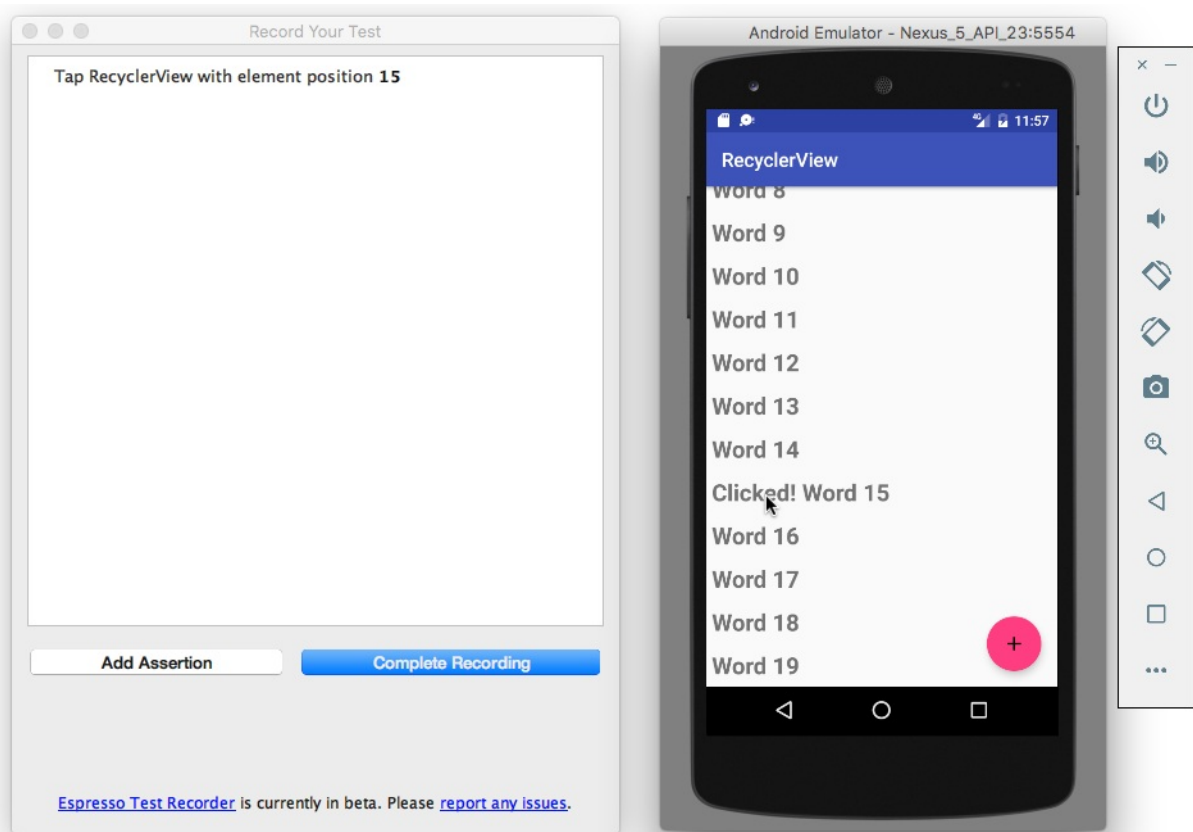 Record Your Test
Tap RecyclerView with element position 15
Add Assertion
Complete Recording
Espresso Test Recorder is currently in beta. Please report any issues.
Android Emulator - Nexus_5_API_23:5554
4G
11:57
RecyclerView
Word 8
Word 9
Word 10
Word 11
Word 12
Word 13
Word 14
Clicked! Word 15
Word 16
Word 17
Word 18
Word 19